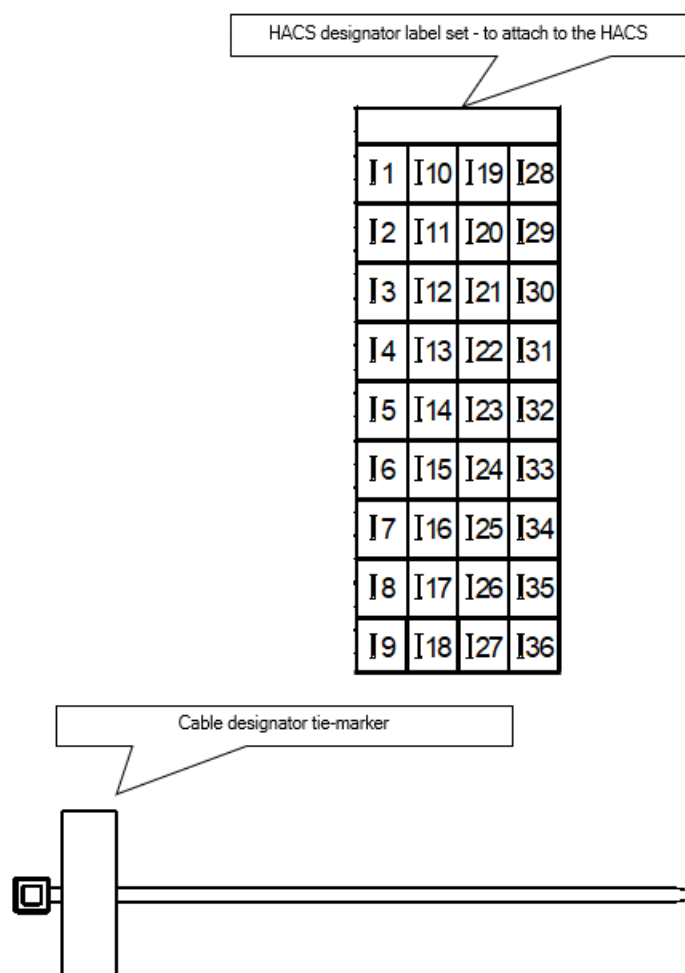 HACS designator label set - to attach to the HACS
I1 I10 I19 I28
I2 I11 I20 I29
I3 I12 I21 I30
I4 I13 I22 I31
I5 I14 I23 I32
I6 I15 I24 I33
I7 I16 I25 I34
I8 I17 I26 I35
I9 I18 I27 I36
Cable designator tie-marker